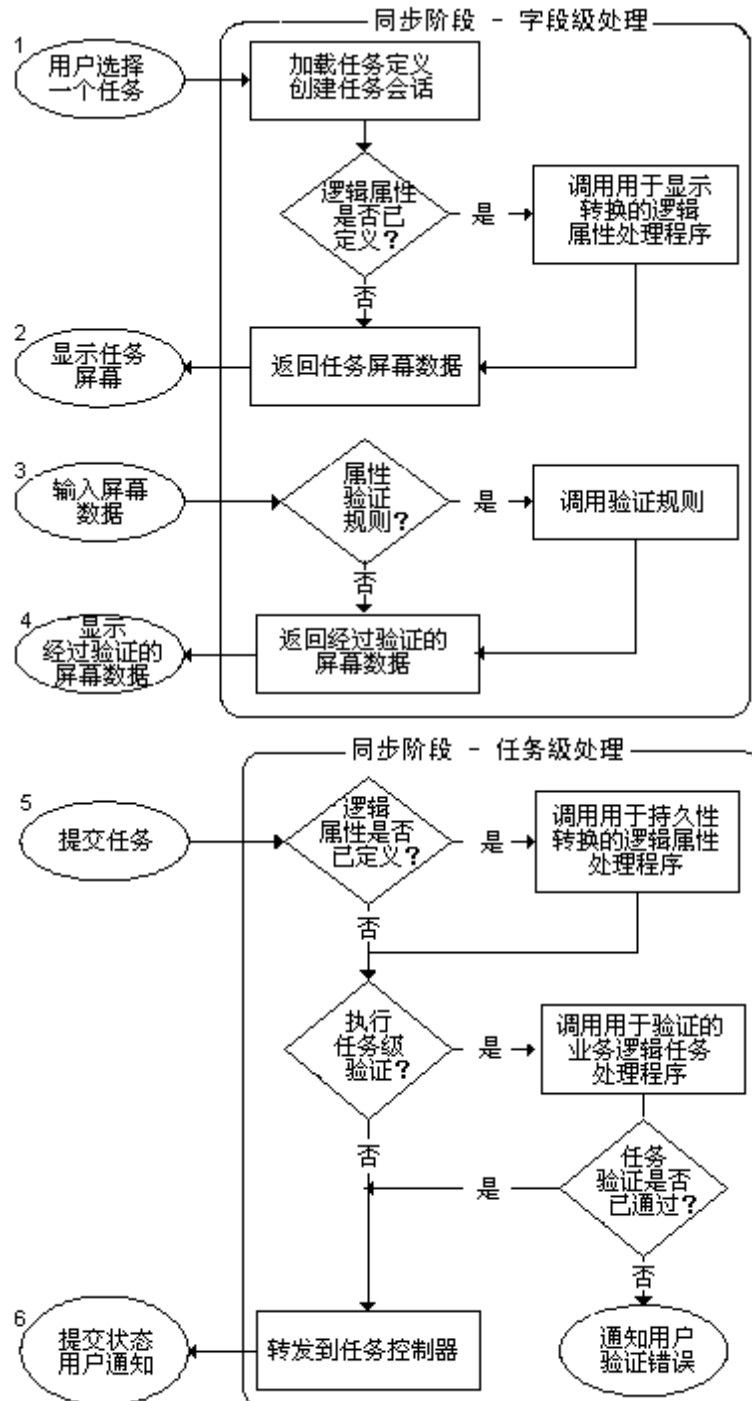 同步阶段 - 字段级处理
1
用户选择
一个任务
加载任务定义
创建任务会话
逻辑属性
是否已
定义?
是
调用用于显示
转换的逻辑
属性处理程序
否
2
显示任务
屏幕
返回任务屏幕数据
3
输入屏幕
数据
属性
验证
规则?
是
调用验证规则
否
4
显示
经过验证的
屏幕数据
返回经过验证的
屏幕数据
同步阶段 - 任务级处理
5
提交任务
逻辑
属性是否
已定义?
是
调用用于持久性
转换的逻辑属性
处理程序
否
执行
任务级
验证?
是
调用用于验证的
业务逻辑任务
处理程序
否
是
任务
验证是否
已通过?
否
6
提交状态
用户通知
转发到任务控制器
通知用户
验证错误